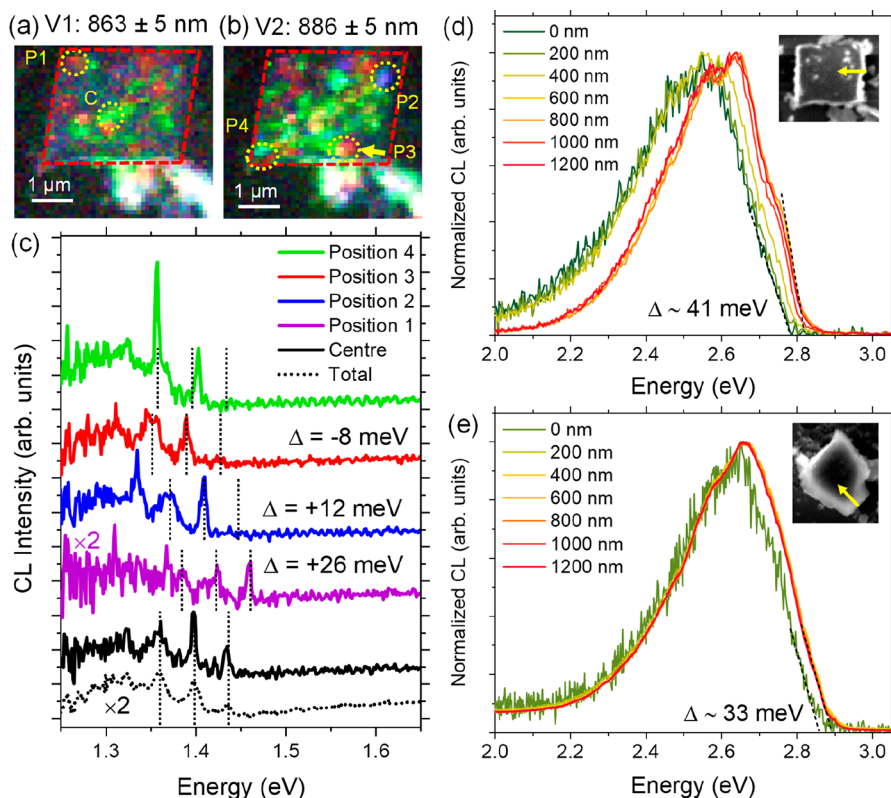 (a) V1: 863 ± 5 nm
P1
C
1 μm
(b) V2: 886 ± 5 nm
P2
P4
P3
1 μm
(c)
CL Intensity (arb. units)
Position 4
Position 3
Position 2
Position 1
Centre
Total
Δ = -8 meV
Δ = +12 meV
×2
Δ = +26 meV
×2
1.3 1.4 1.5 1.6
Energy (eV)
(d)
Normalized CL (arb. units)
0 nm
200 nm
400 nm
600 nm
800 nm
1000 nm
1200 nm
Δ ~ 41 meV
2.0 2.2 2.4 2.6 2.8 3.0
Energy (eV)
(e)
Normalized CL (arb. units)
0 nm
200 nm
400 nm
600 nm
800 nm
1000 nm
1200 nm
Δ ~ 33 meV
2.0 2.2 2.4 2.6 2.8 3.0
Energy (eV)